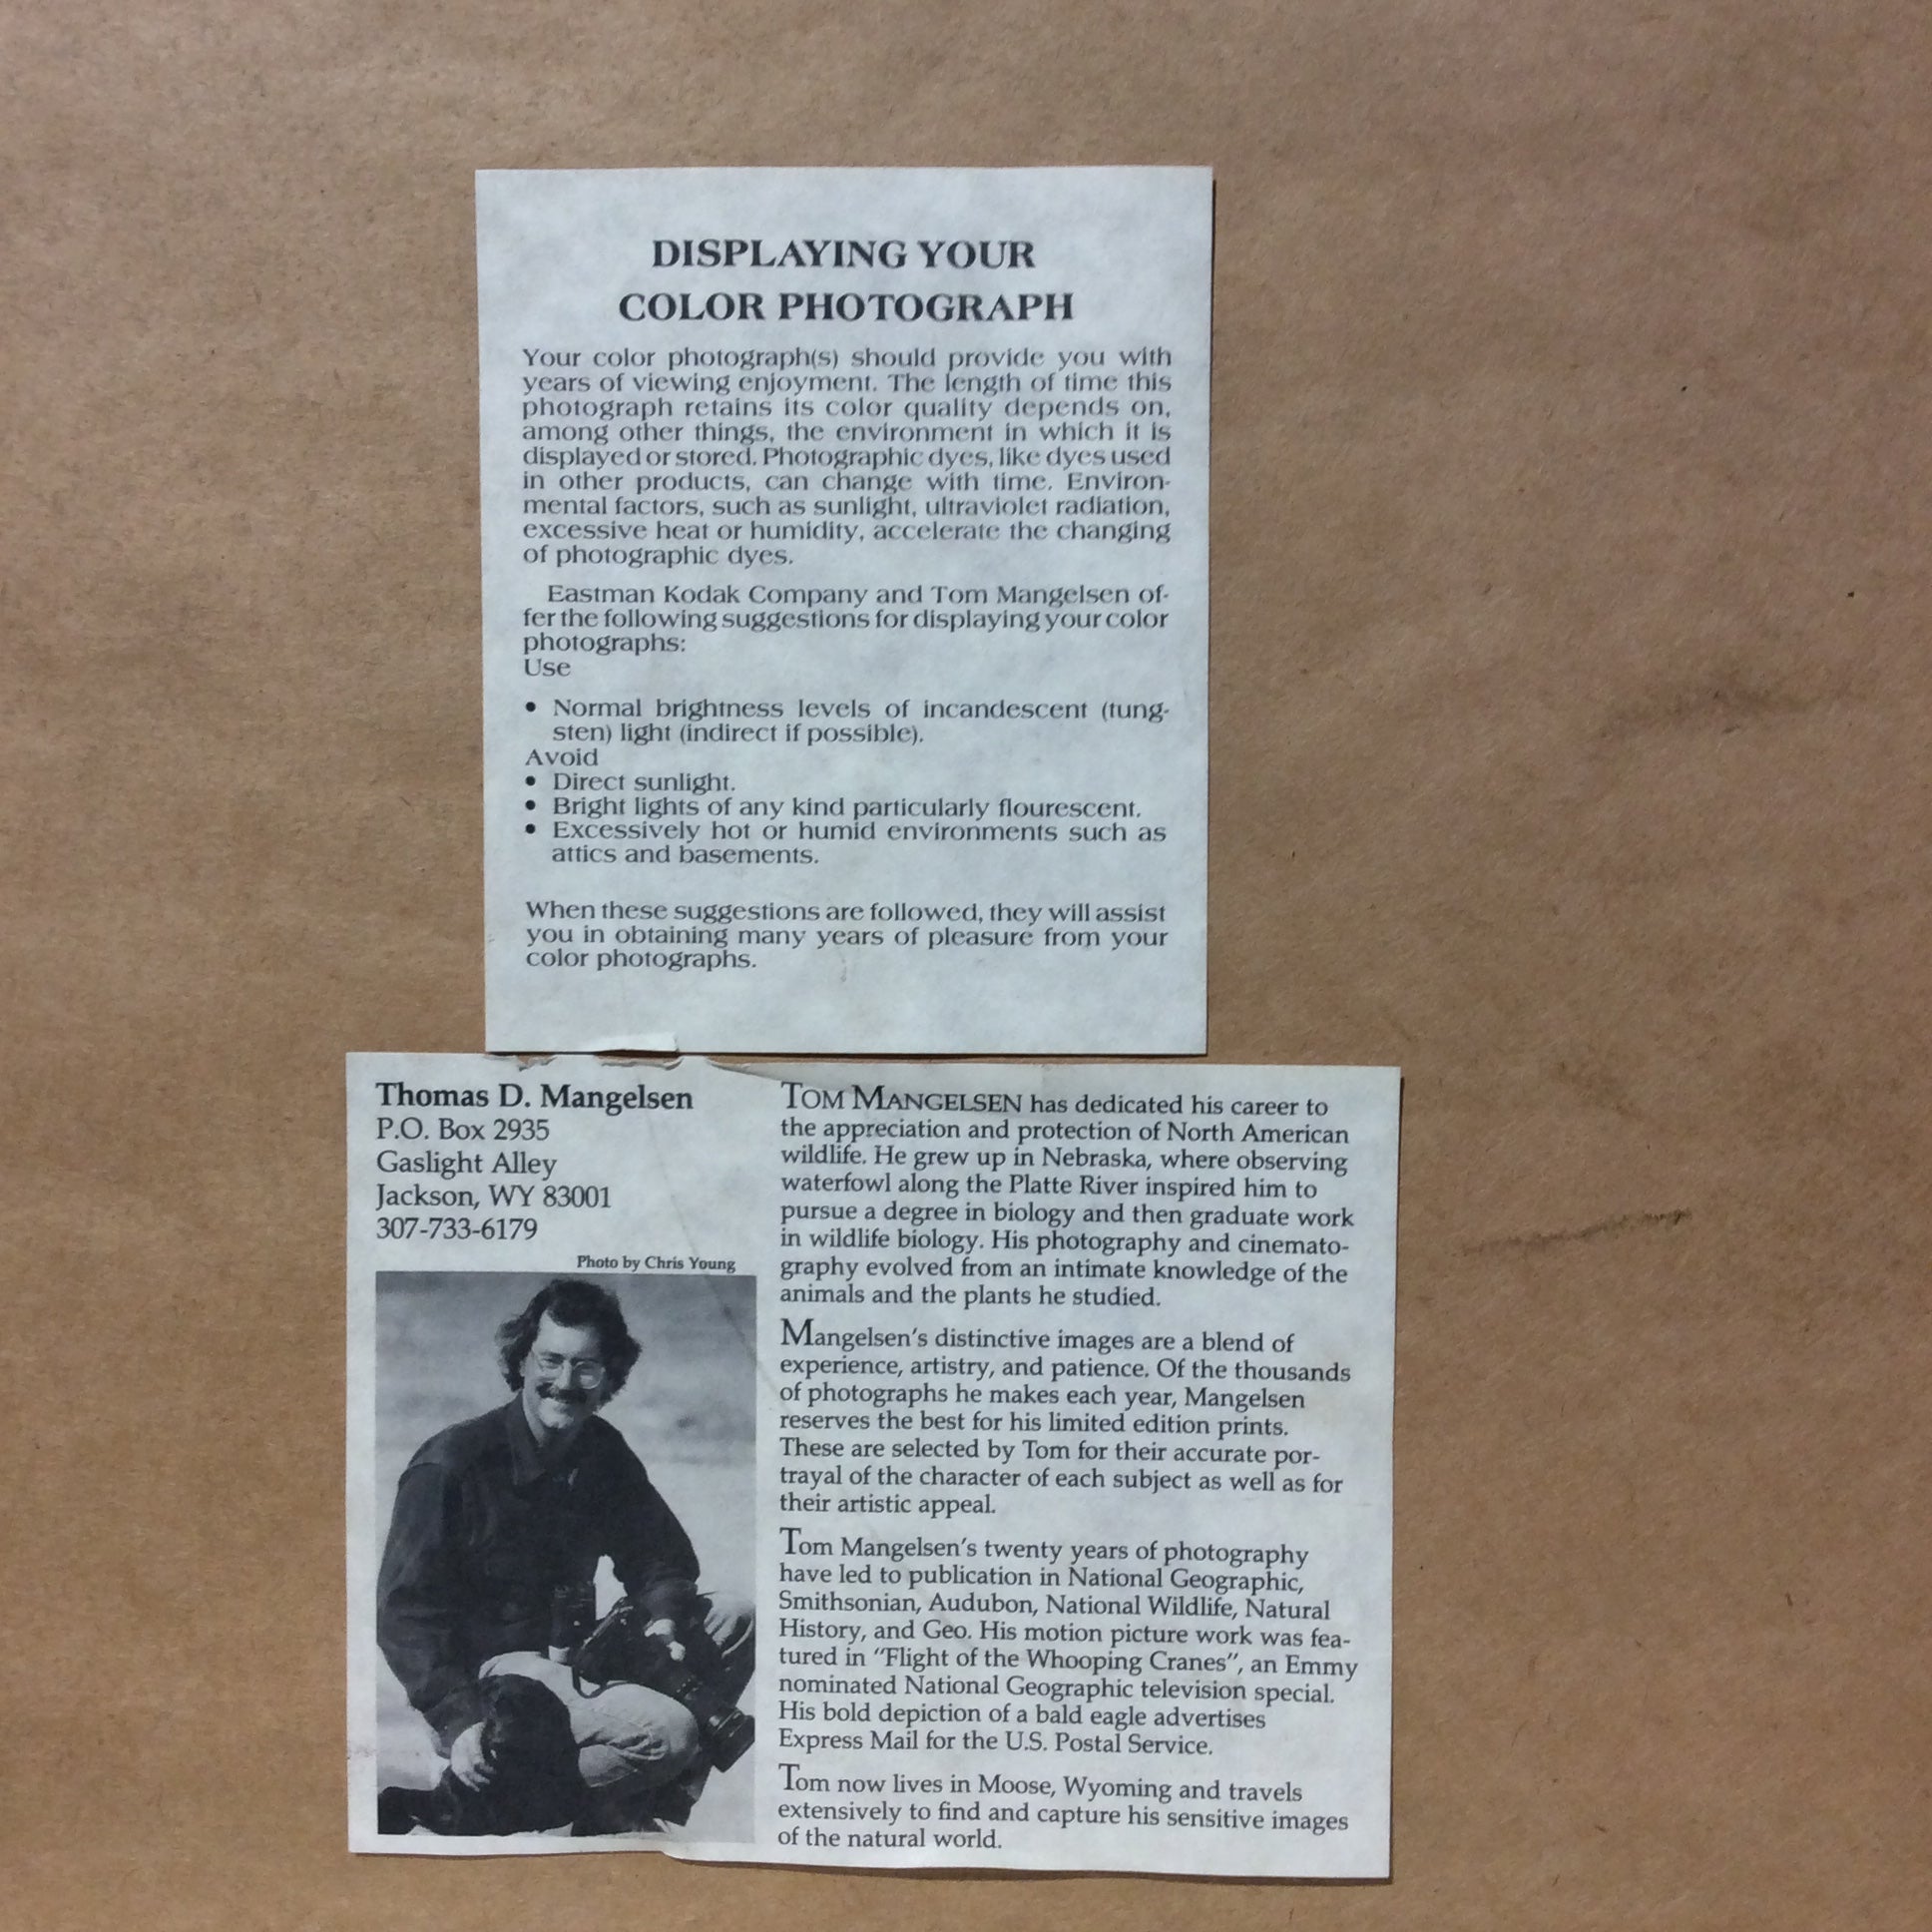 DISPLAYING YOUR
COLOR PHOTOGRAPH
Your color photograph(s) should provide you with
years of viewing enjoyment. The length of time this
photograph retains its color quality depends on,
among other things, the environment in which it is
displayed or stored. Photographic dyes, like dyes used
in other products, can change with time. Environ-
mental factors, such as sunlight, ultraviolet radiation,
excessive heat or humidity, accelerate the changing
of photographic dyes.
Eastman Kodak Company and Tom Mangelsen of-
fer the following suggestions for displaying your color
photographs:
Use
• Normal brightness levels of incandescent (tung-
sten) light (indirect if possible).
Avoid
• Direct sunlight.
• Bright lights of any kind particularly flourescent.
• Excessively hot or humid environments such as
attics and basements.
When these suggestions are followed, they will assist
you in obtaining many years of pleasure from your
color photographs.
Thomas D. Mangelsen
P.O. Box 2935
Gaslight Alley
Jackson, WY 83001
307-733-6179
Photo by Chris Young
TOM MANGELSEN has dedicated his career to
the appreciation and protection of North American
wildlife. He grew up in Nebraska, where observing
waterfowl along the Platte River inspired him to
pursue a degree in biology and then graduate work
in wildlife biology. His photography and cinemato-
graphy evolved from an intimate knowledge of the
animals and the plants he studied.
Mangelsen's distinctive images are a blend of
experience, artistry, and patience. Of the thousands
of photographs he makes each year, Mangelsen
reserves the best for his limited edition prints.
These are selected by Tom for their accurate por-
trayal of the character of each subject as well as for
their artistic appeal.
Tom Mangelsen's twenty years of photography
have led to publication in National Geographic,
Smithsonian, Audubon, National Wildlife, Natural
History, and Geo. His motion picture work was fea-
tured in "Flight of the Whooping Cranes", an Emmy
nominated National Geographic television special.
His bold depiction of a bald eagle advertises
Express Mail for the U.S. Postal Service.
Tom now lives in Moose, Wyoming and travels
extensively to find and capture his sensitive images
of the natural world.